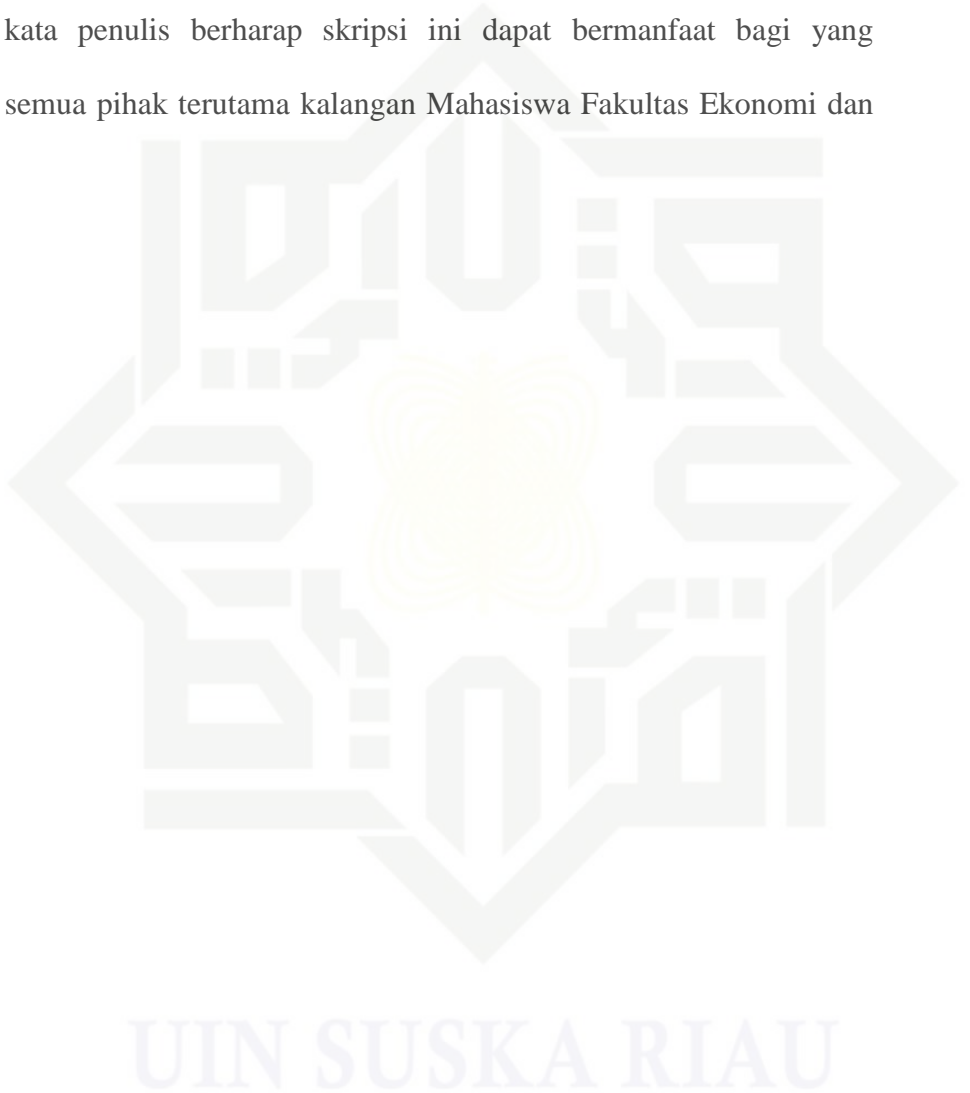 kata penulis berharap skripsi ini dapat bermanfaat bagi yang
semua pihak terutama kalangan Mahasiswa Fakultas Ekonomi dan
UIN SUSKA RIAU